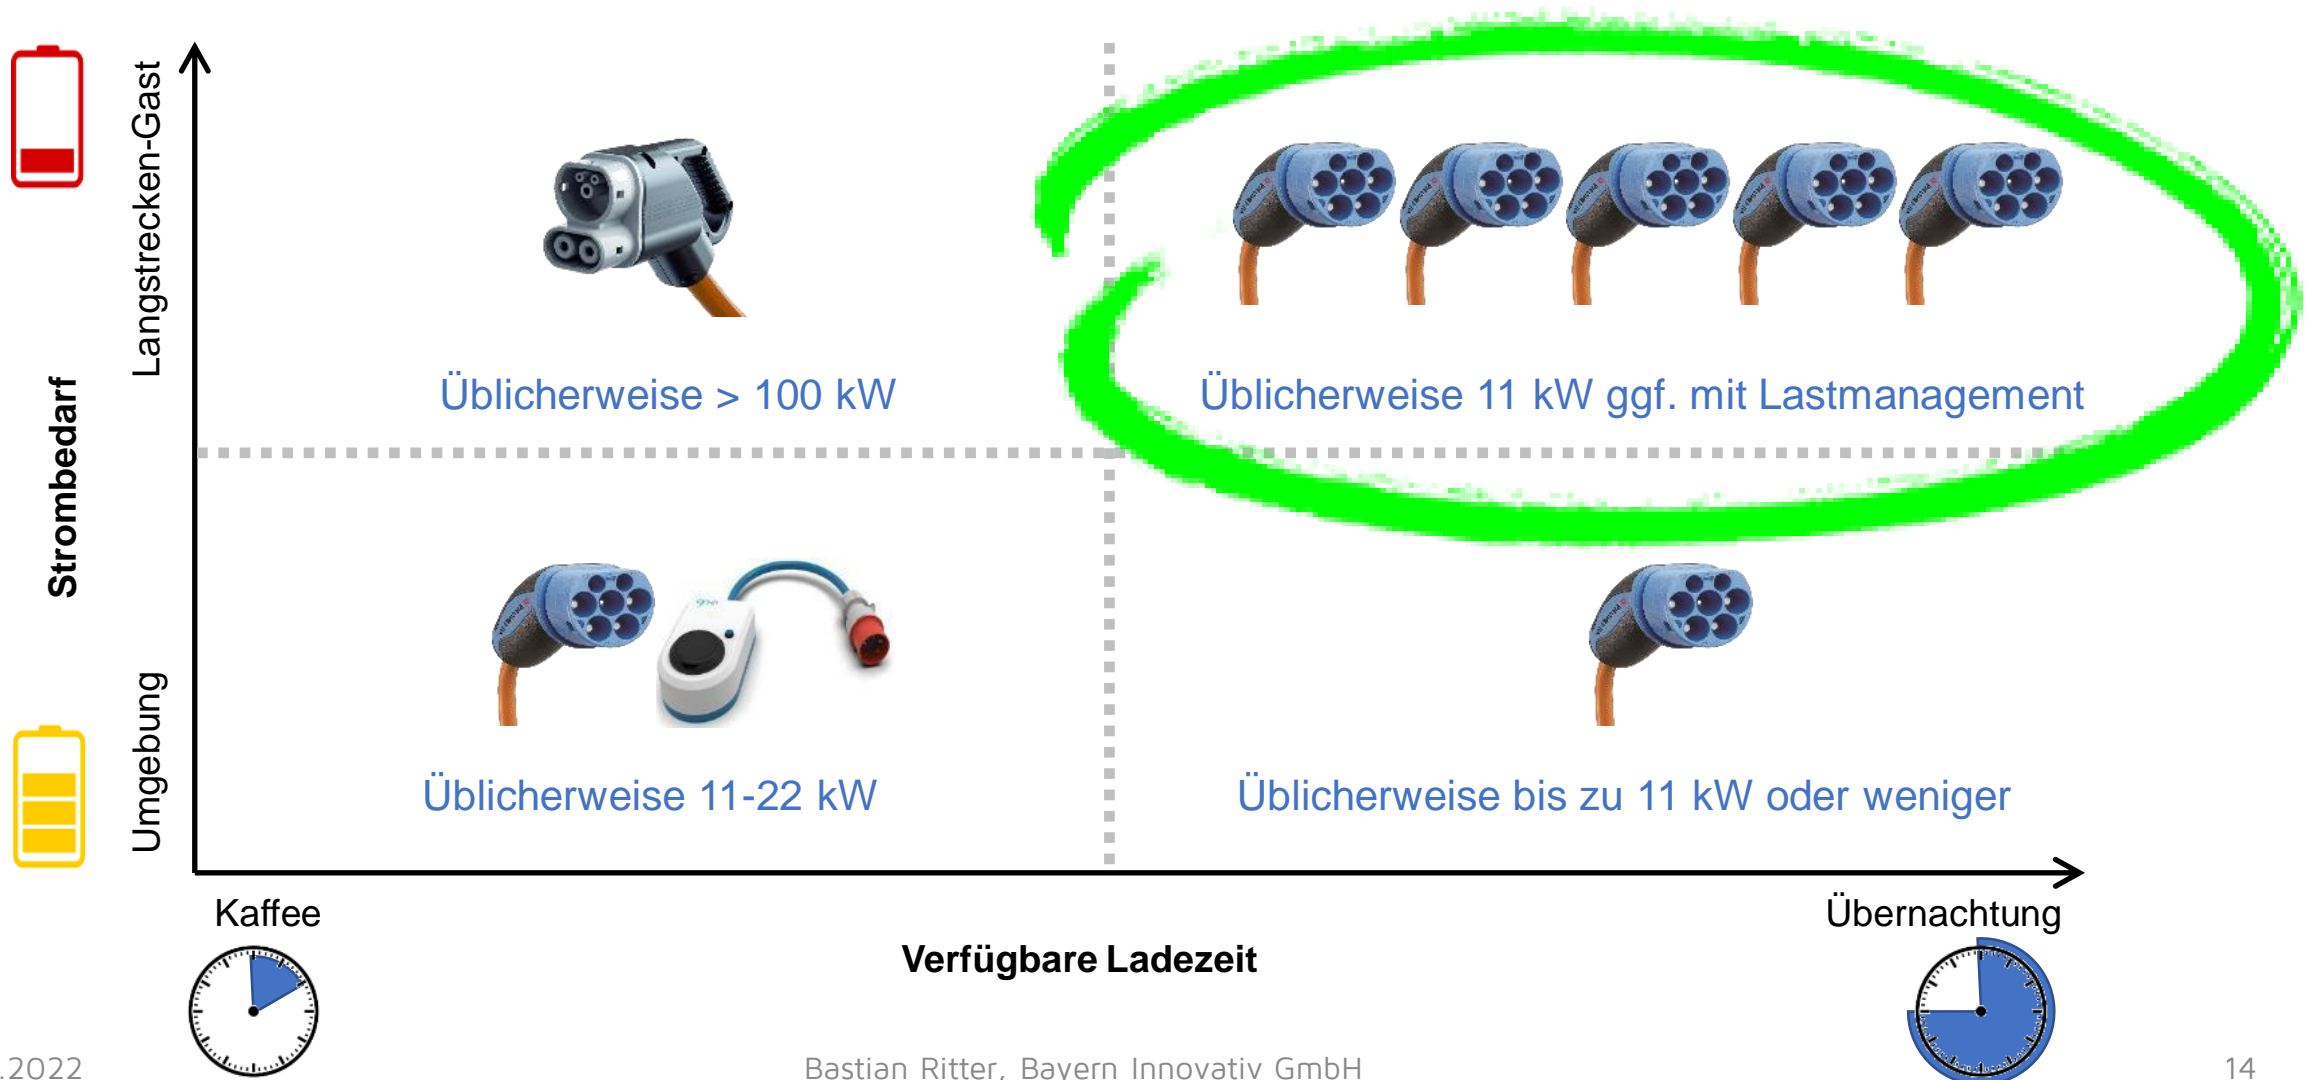 Langstrecken-Gast
Üblicherweise > 100 kW
Üblicherweise 11 kW ggf. mit Lastmanagement
Strombedarf
Umgebung
Üblicherweise 11-22 kW
Üblicherweise bis zu 11 kW oder weniger
Kaffee
Übernachtung
Verfügbare Ladezeit
.2022
Bastian Ritter, Bayern Innovativ GmbH
14